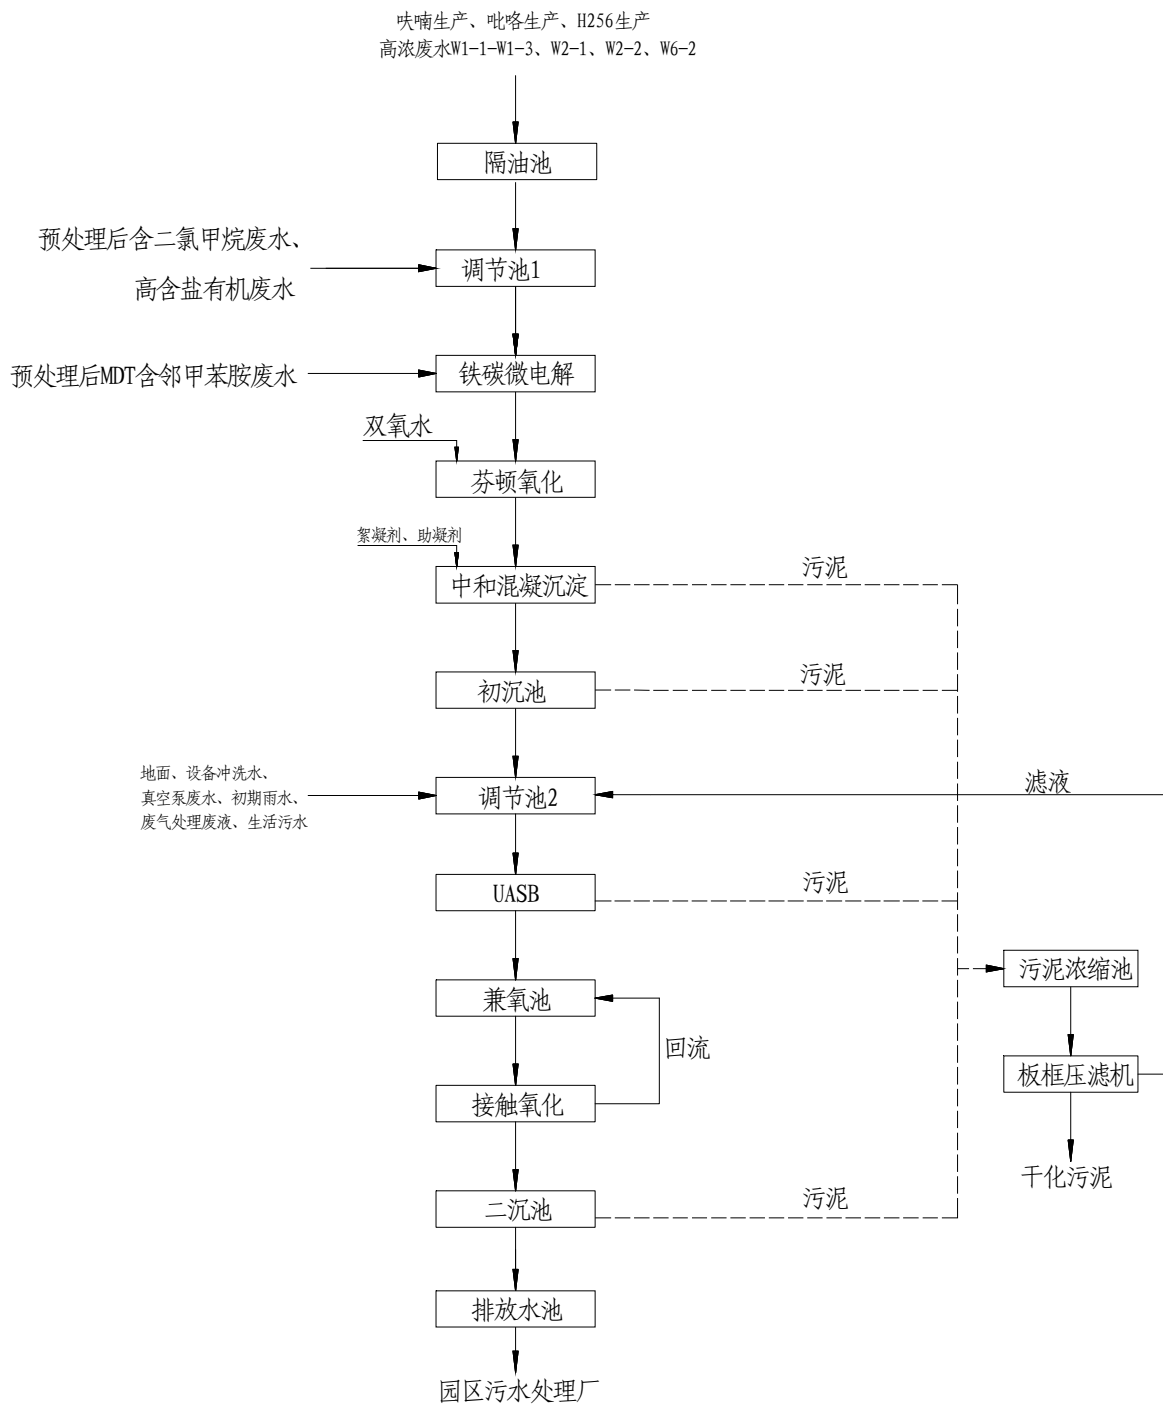 呋喃生产、吡咯生产、H256生产
高浓废水W1-1-W1-3、W2-1、W2-2、W6-2
隔油池
预处理后含二氯甲烷废水、
高含盐有机废水
调节池1
预处理后MDT含邻甲苯胺废水
铁碳微电解
双氧水
芬顿氧化
絮凝剂、助凝剂
中和混凝沉淀
污泥
初沉池
污泥
地面、设备冲洗水、
真空泵废水、初期雨水、
废气处理废液、生活污水
调节池2
滤液
UASB
污泥
兼氧池
污泥浓缩池
回流
接触氧化
板框压滤机
干化污泥
二沉池
污泥
排放水池
园区污水处理厂